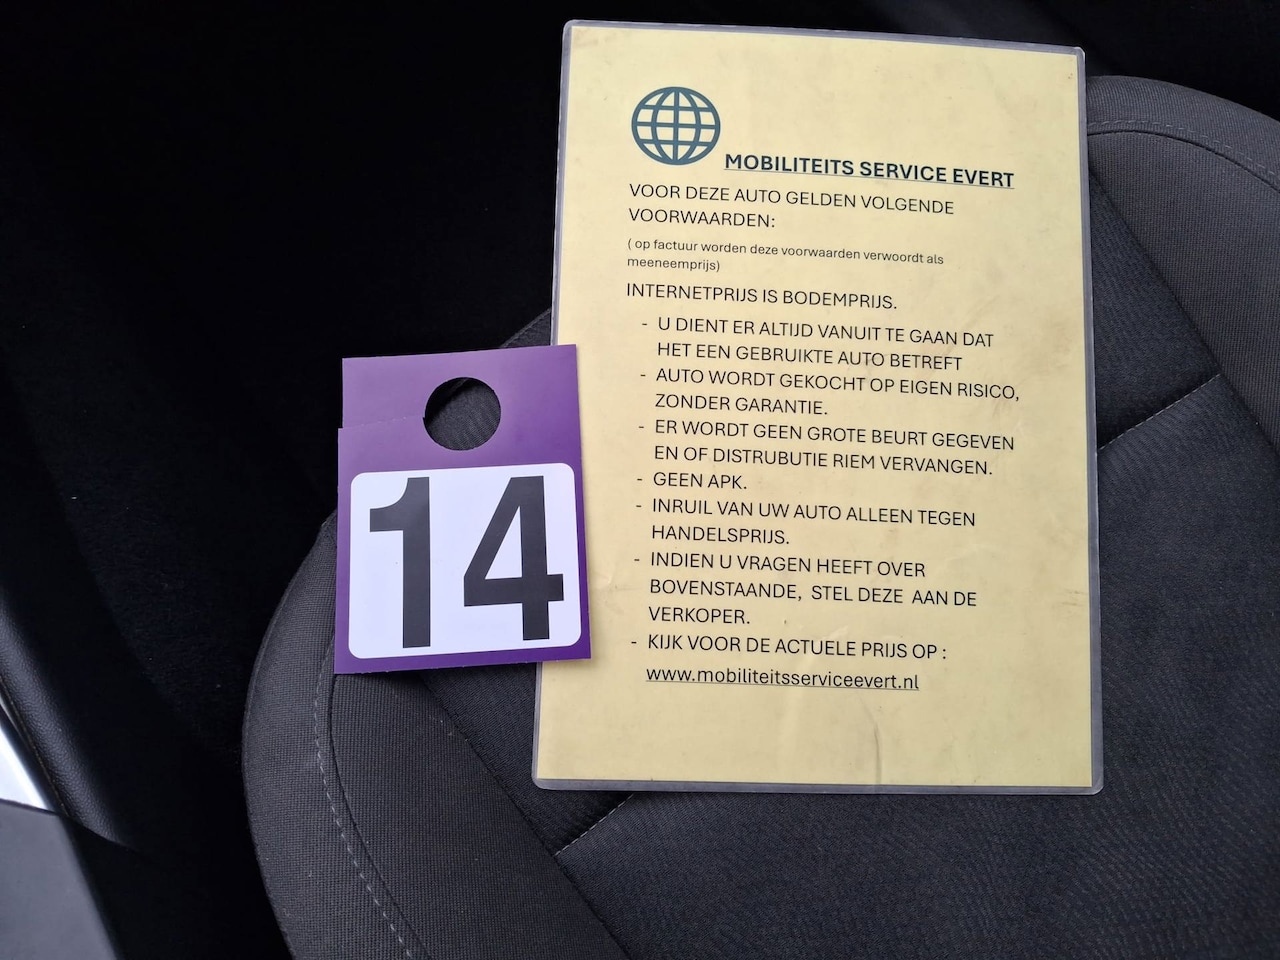 MOBILITEITS SERVICE EVERT
VOOR DEZE AUTO GELDEN VOLGENDE
VOORWAARDEN:
( op factuur worden deze voorwaarden verwoordt als
meeneemprijs)
INTERNETPRIJS IS BODEMPRIJS.
- U DIENT ER ALTIJD VANUIT TE GAAN DAT
HET EEN GEBRUIKTE AUTO BETREFT
- AUTO WORDT GEKOCHT OP EIGEN RISICO,
ZONDER GARANTIE.
- ER WORDT GEEN GROTE BEURT GEGEVEN
EN OF DISTRUBUTIE RIEM VERVANGEN.
- GEEN APK.
- INRUIL VAN UW AUTO ALLEEN TEGEN
HANDELSPRIJS.
- INDIEN U VRAGEN HEEFT OVER
BOVENSTAANDE, STEL DEZE AAN DE
VERKOPER.
- KIJK VOOR DE ACTUELE PRIJS OP :
www.mobiliteitsserviceevert.nl
14